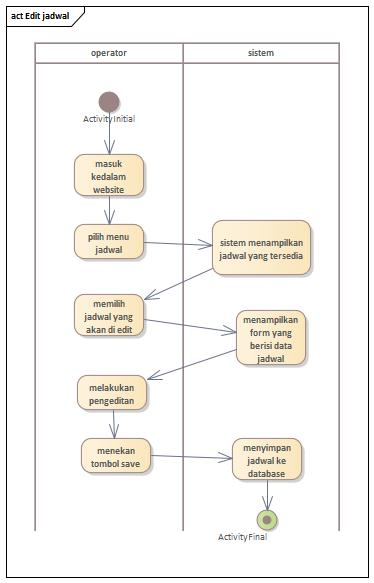 act Edit jadwal
operator
sistem
ActivityInitial
masuk
kedalam
website
pilih menu
jadwal
sistem menampilkan
jadwal yang tersedia
memilih
jadwal yang
akan di edit
menampilkan
form yang
berisi data
jadwal
melakukan
pengeditan
menekan
tombol save
menyimpan
jadwal ke
database
ActivityFinal